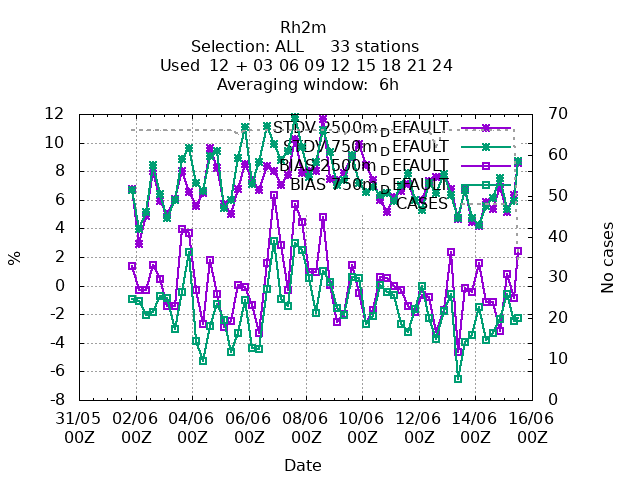 Rh2m
Selection: ALL 33 stations
Used 12 + 03 06 09 12 15 18 21 24
Averaging window: 6h
12
10
8
6
4
2
0
-2
-4
-6
-8
%
70
60
50
40
30
20
10
0
No cases
STDV 2500m_DEFAULT
STDV 750m_DEFAULT
BIAS 2500m_DEFAULT
BIAS 750m_DEFAULT
CASES
31/05 02/06 04/06 06/06 08/06 10/06 12/06 14/06 16/06
00Z 00Z 00Z 00Z 00Z 00Z 00Z 00Z 00Z
Date